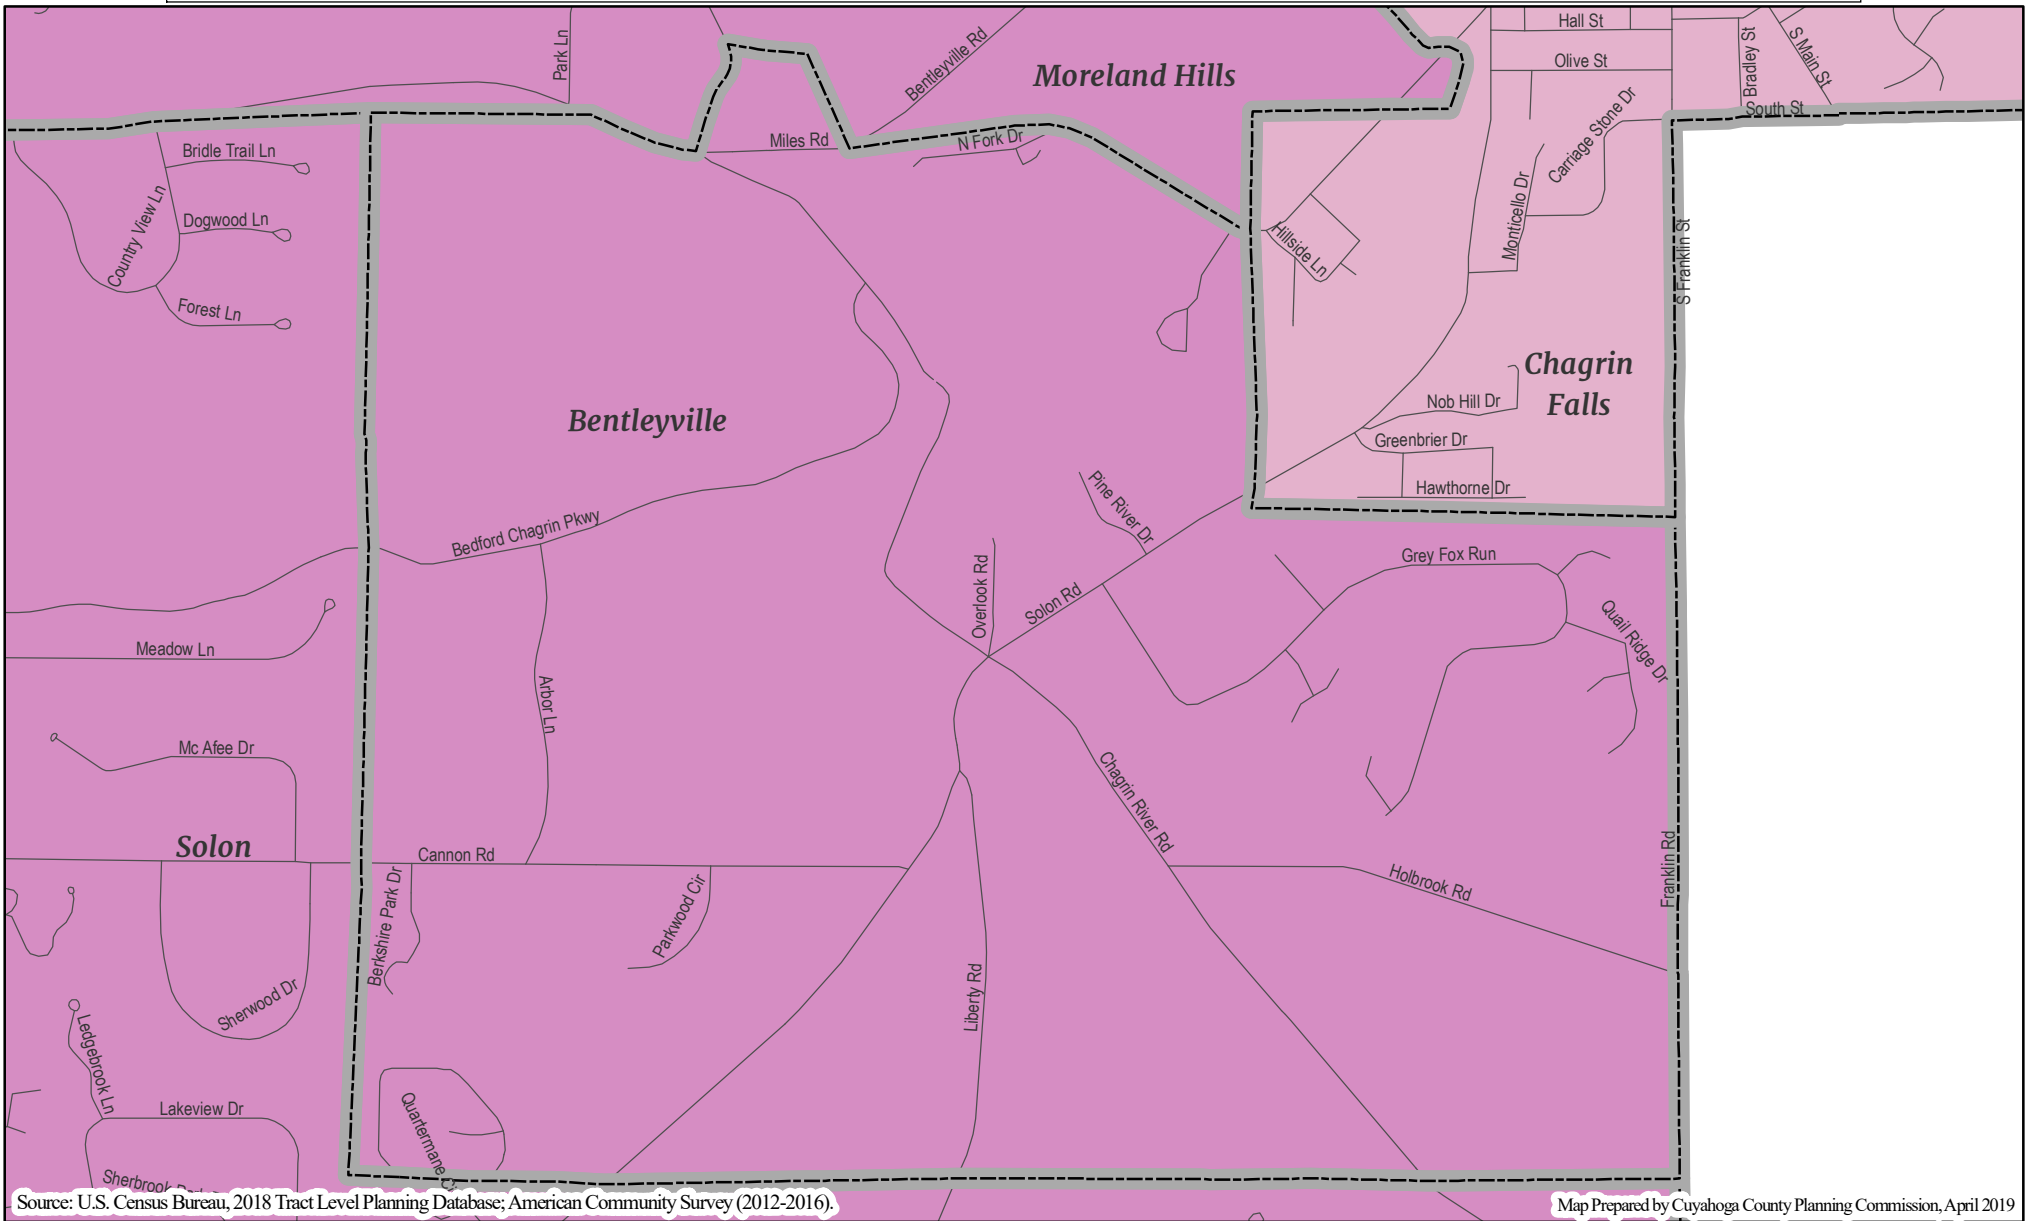 Hall St
Park Ln
Bentleyville Rd
Bradley St
S Main St
Moreland Hills
Olive St
South St
Carriage Stone Dr
Miles Rd
N Fork Dr
Bridle Trail Ln
Monticello Dr
Dogwood Ln
Country View Ln
Hillside Ln
S Franklin St
Forest Ln
Chagrin
Falls
Nob Hill Dr
Bentleyville
Greenbrier Dr
Hawthorne Dr
Pine River Dr
Bedford Chagrin Pkwy
Grey Fox Run
Overlook Rd
Solon Rd
Quail Ridge Dr
Meadow Ln
Arbor Ln
Mc Afee Dr
Chagrin River Rd
Solon
Cannon Rd
Franklin Rd
Holbrook Rd
Berkshire Park Dr
Parkwood Cir
Sherwood Dr
Liberty Rd
Ledgebrook Ln
Lakeview Dr
Quartermane
Sherbrook
Source: U.S. Census Bureau, 2018 Tract Level Planning Database; American Community Survey (2012-2016).
Map Prepared by Cuyahoga County Planning Commission, April 2019